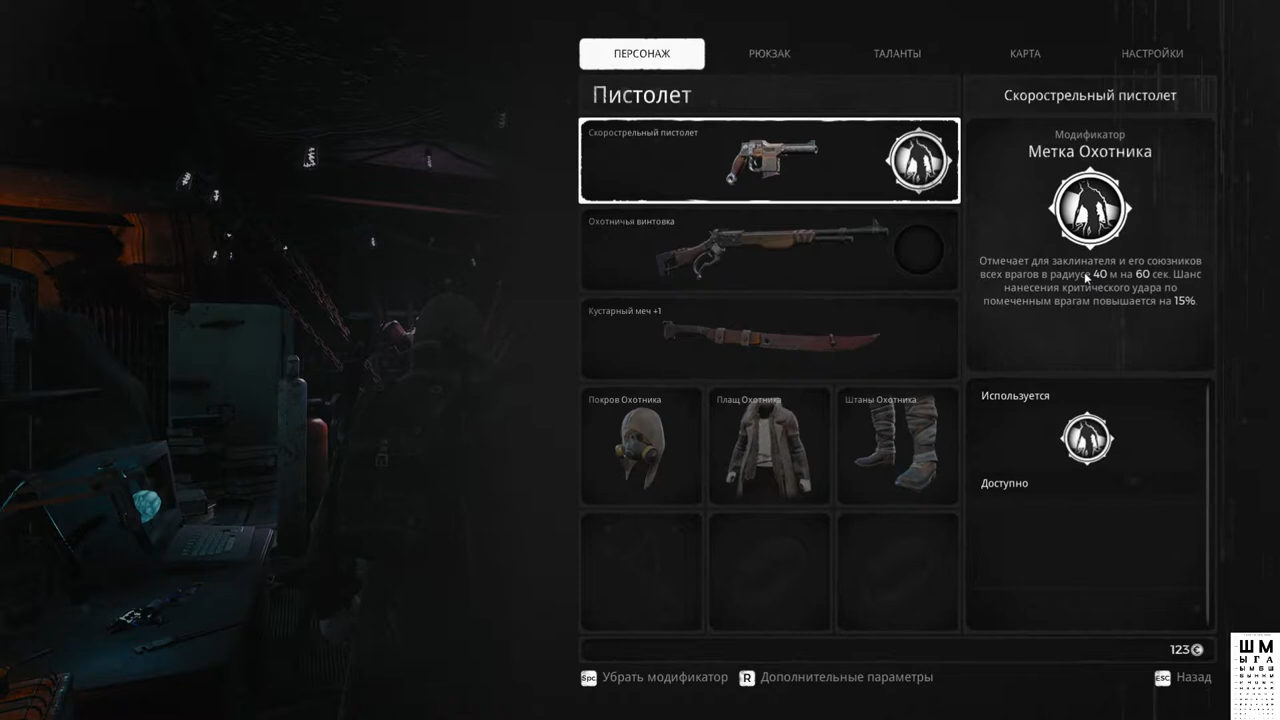 ПЕРСОНАЖ
РЮКЗАК
ТАЛАНТЫ
КАРТА
НАСТРОЙКИ
Пистолет
Скорострельный пистолет
Скорострельный пистолет
Охотничья винтовка
Кустарный меч +1
Покров Охотника
Плащ Охотника
Штаны Охотника
Модификатор
Метка Охотника
Отмечает для заклинателя и его союзников
всех врагов в радиусе 40 м на 60 сек. Шанс
нанесения критического удара по
помеченным врагам повышается на 15%.
Используется
Доступно
123
Spc Убрать модификатор
R Дополнительные параметры
ESC Назад
Ш М
Ы Г А
Ы М Б Ш
Б Ы Н К И